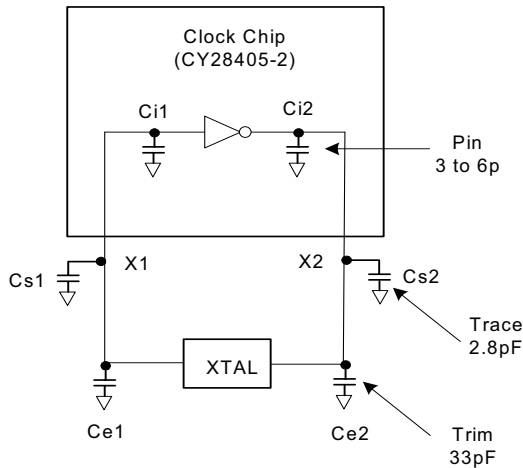 Clock Chip
(CY28405-2)
Ci1
Ci2
Pin
3 to 6p
X1
X2
Cs1
Cs2
Trace
2.8pF
XTAL
Ce1
Ce2
Trim
33pF